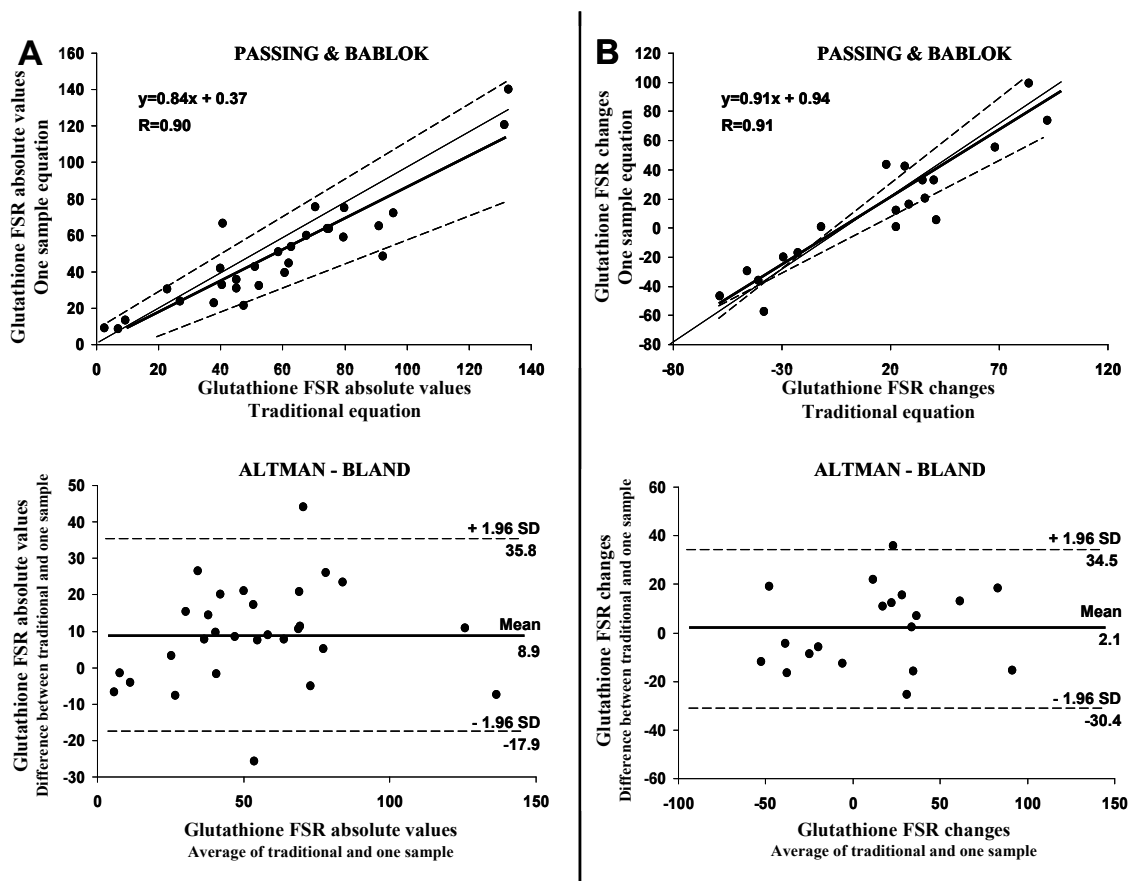 A
PASSING & BABLOK
y=0.84x + 0.37
R=0.90
160
140
120
100
80
60
40
20
0
0 20 40 60 80 100 120 140
Glutathione FSR absolute values
One sample equation
Glutathione FSR absolute values
Traditional equation
ALTMAN - BLAND
50
40
30
20
10
0
-10
-20
-30
0 50 100 150
+ 1.96 SD
35.8
Mean
8.9
- 1.96 SD
-17.9
Glutathione FSR absolute values
Difference between traditional and one sample
Glutathione FSR absolute values
Average of traditional and one sample
B
PASSING & BABLOK
y=0.91x + 0.94
R=0.91
120
100
80
60
40
20
0
-20
-40
-60
-80
-80 -30 20 70 120
Glutathione FSR changes
One sample equation
Glutathione FSR changes
Traditional equation
ALTMAN - BLAND
60
40
20
0
-20
-40
-60
-100 -50 0 50 100 150
+ 1.96 SD
34.5
Mean
2.1
- 1.96 SD
-30.4
Glutathione FSR changes
Difference between traditional and one sample
Glutathione FSR changes
Average of traditional and one sample